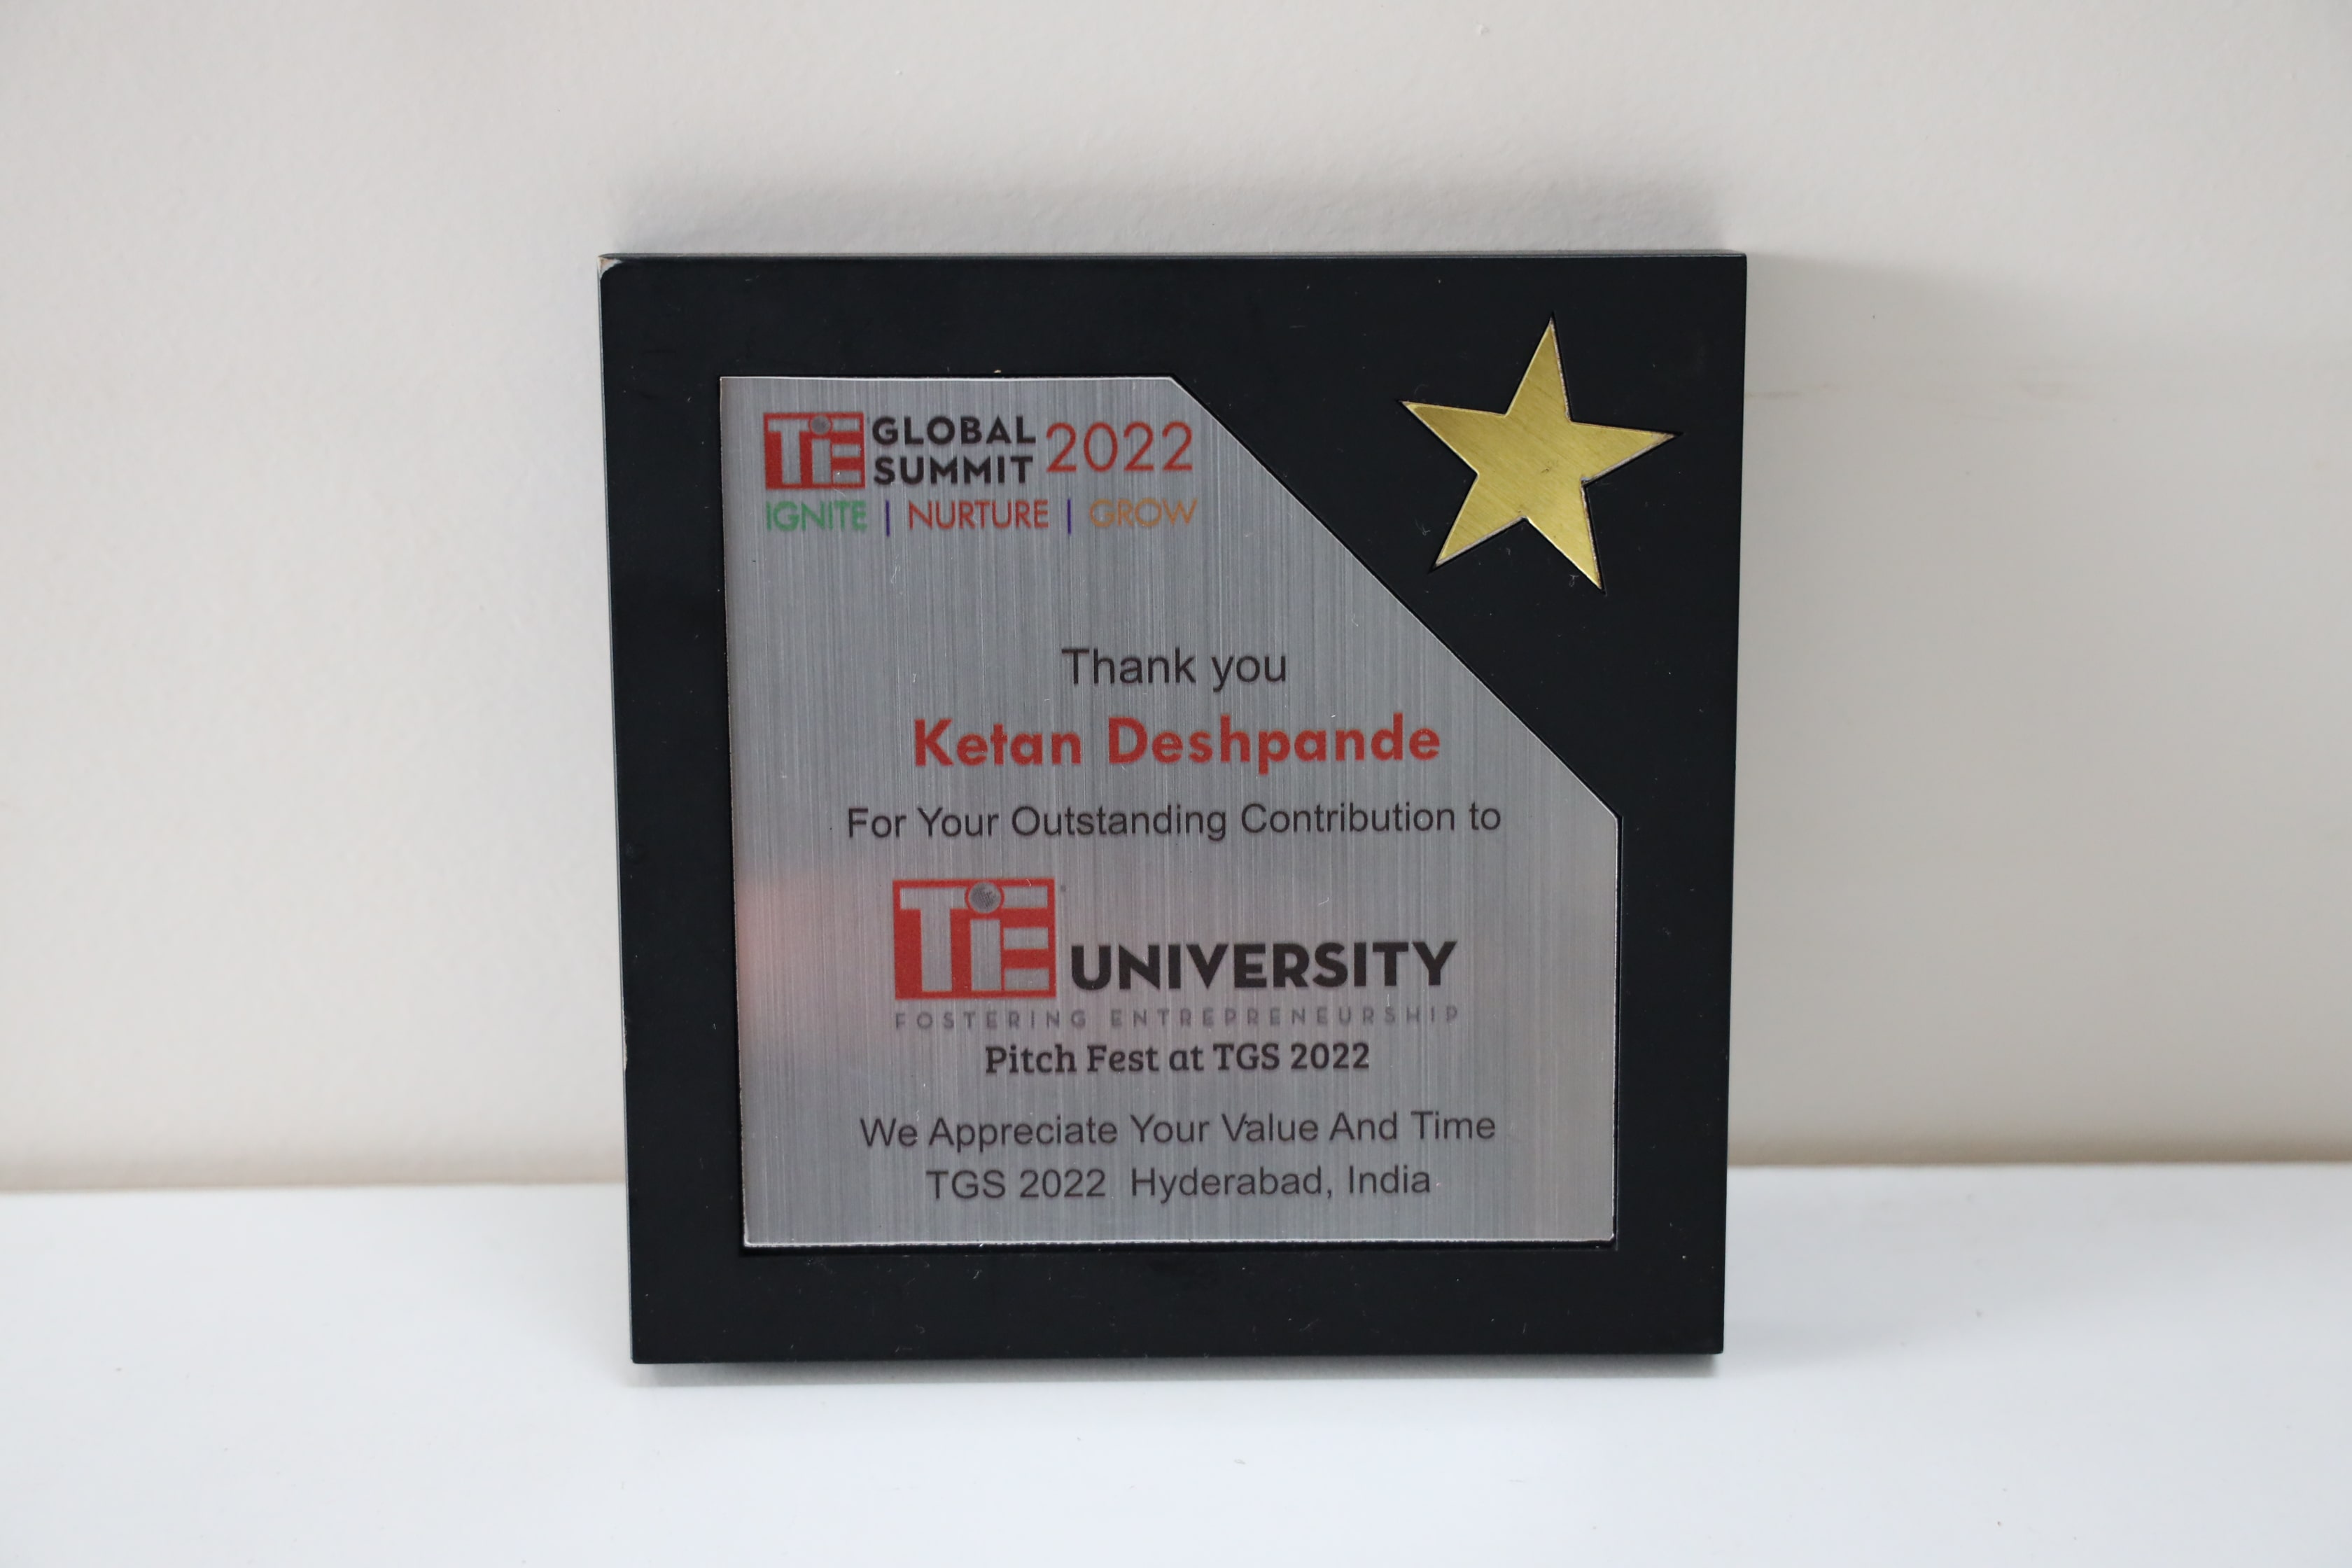 TiE GLOBAL SUMMIT 2022
IGNITE | NURTURE | GROW
Thank you
Ketan Deshpande
For Your Outstanding Contribution to
TiE UNIVERSITY
FOSTERING ENTREPRENEURSHIP
Pitch Fest at TGS 2022
We Appreciate Your Value And Time
TGS 2022 Hyderabad, India